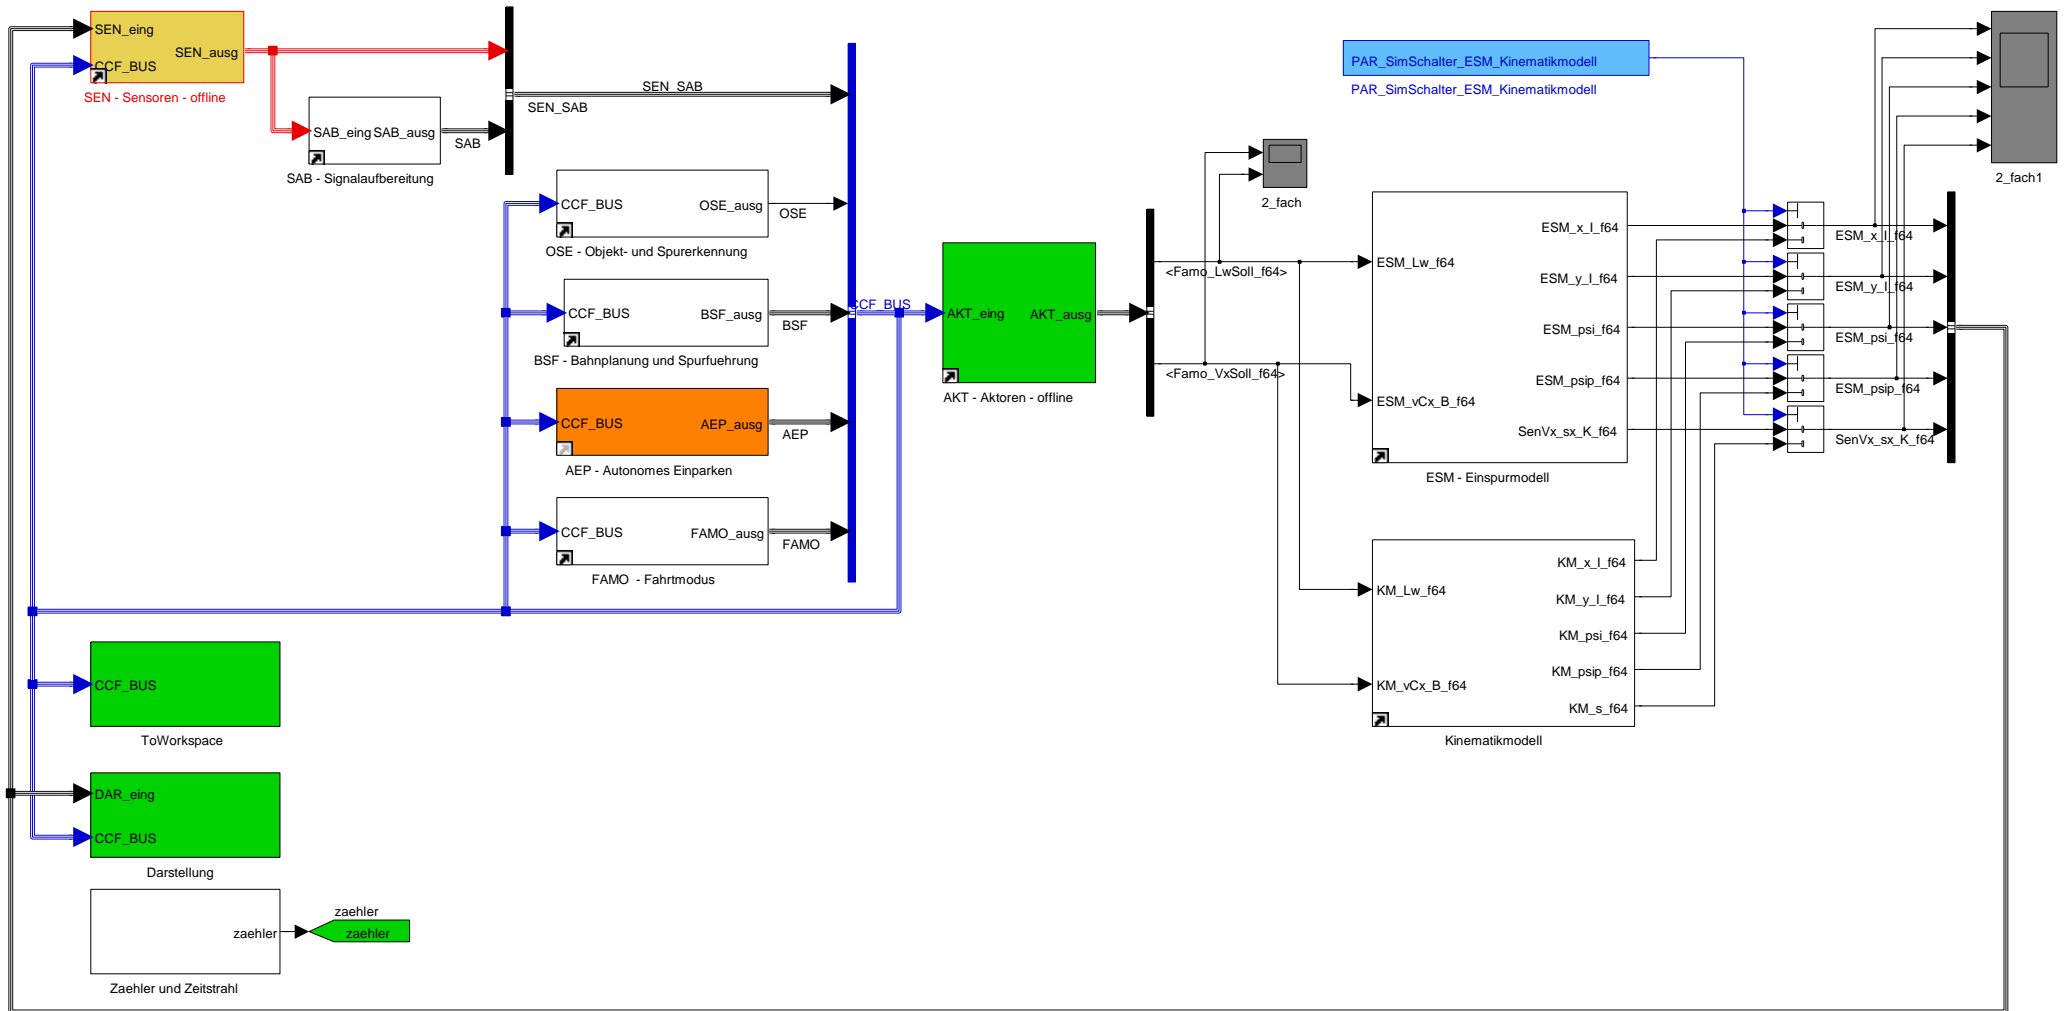 SEN_eing
SEN_ausg
CCF_BUS
SEN - Sensoren - offline
SAB_eing
SAB_ausg
SAB
SAB - Signalaufbereitung
SEN_SAB
SEN_SAB
CCF_BUS
OSE_ausg
OSE
OSE - Objekt- und Spurerkennung
CCF_BUS
BSF_ausg
BSF
BSF - Bahnplanung und Spurfuehrung
CCF_BUS
AEP_ausg
AEP
AEP - Autonomes Einparken
CCF_BUS
FAMO_ausg
FAMO
FAMO  - Fahrtmodus
CCF_BUS
AKT_eing
AKT_ausg
AKT - Aktoren - offline
<Famo_LwSoll_f64>
<Famo_VxSoll_f64>
2_fach
PAR_SimSchalter_ESM_Kinematikmodell
PAR_SimSchalter_ESM_Kinematikmodell
ESM_Lw_f64
ESM_vCx_B_f64
ESM_x_I_f64
ESM_y_I_f64
ESM_psi_f64
ESM_psip_f64
SenVx_sx_K_f64
ESM - Einspurmodell
KM_Lw_f64
KM_vCx_B_f64
KM_x_I_f64
KM_y_I_f64
KM_psi_f64
KM_psip_f64
KM_s_f64
Kinematikmodell
2_fach1
ESM_x_I_f64
ESM_y_I_f64
ESM_psi_f64
ESM_psip_f64
SenVx_sx_K_f64
CCF_BUS
ToWorkspace
DAR_eing
CCF_BUS
Darstellung
zaehler
zaehler
zaehler
Zaehler und Zeitstrahl